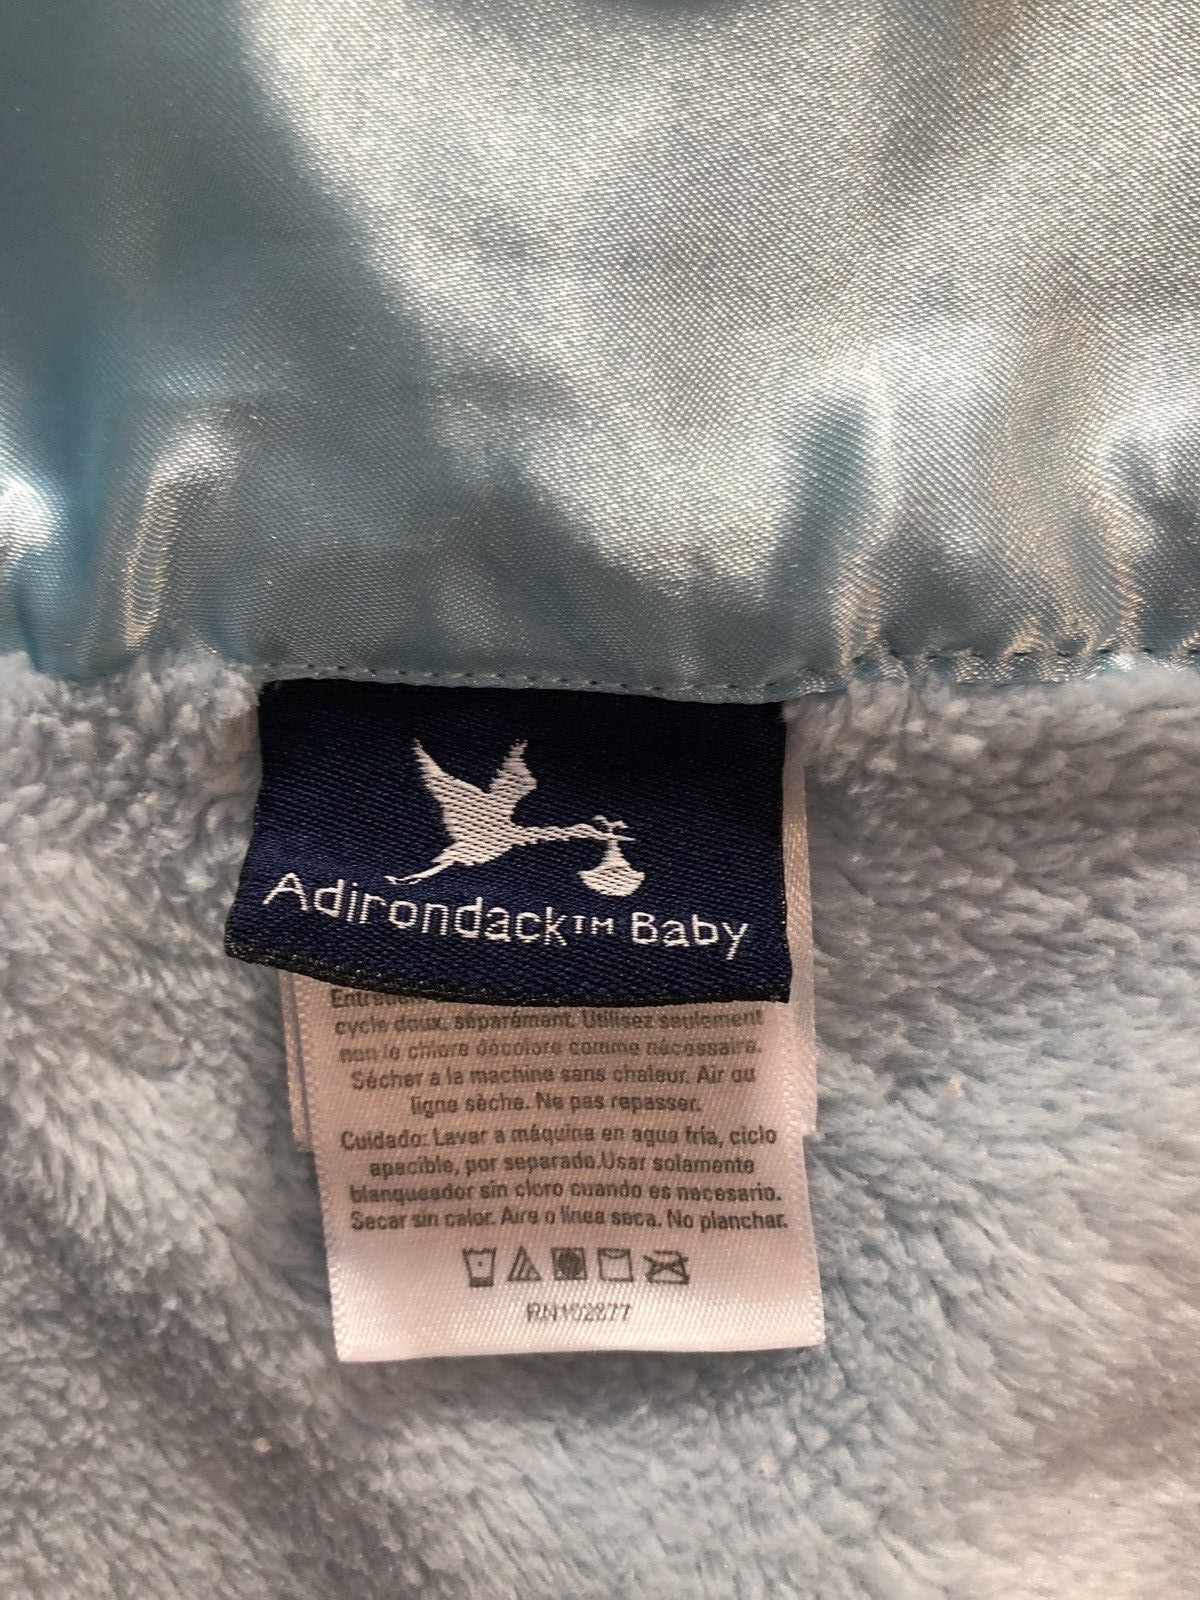 Adirondack™ Baby
cycle doux, séparément. Utilisez seulement
non le chlore décolore comme nécessaire.
Sécher a la machine sans chaleur. Air ou
ligne sèche. Ne pas repasser.
Cuidado: Lavar a máquina en agua fría, ciclo
apacible, por separado.Usar solamente
blanqueador sin cloro cuando es necesario.
Secar sin calor. Aire o línea seca. No planchar.
RN102877